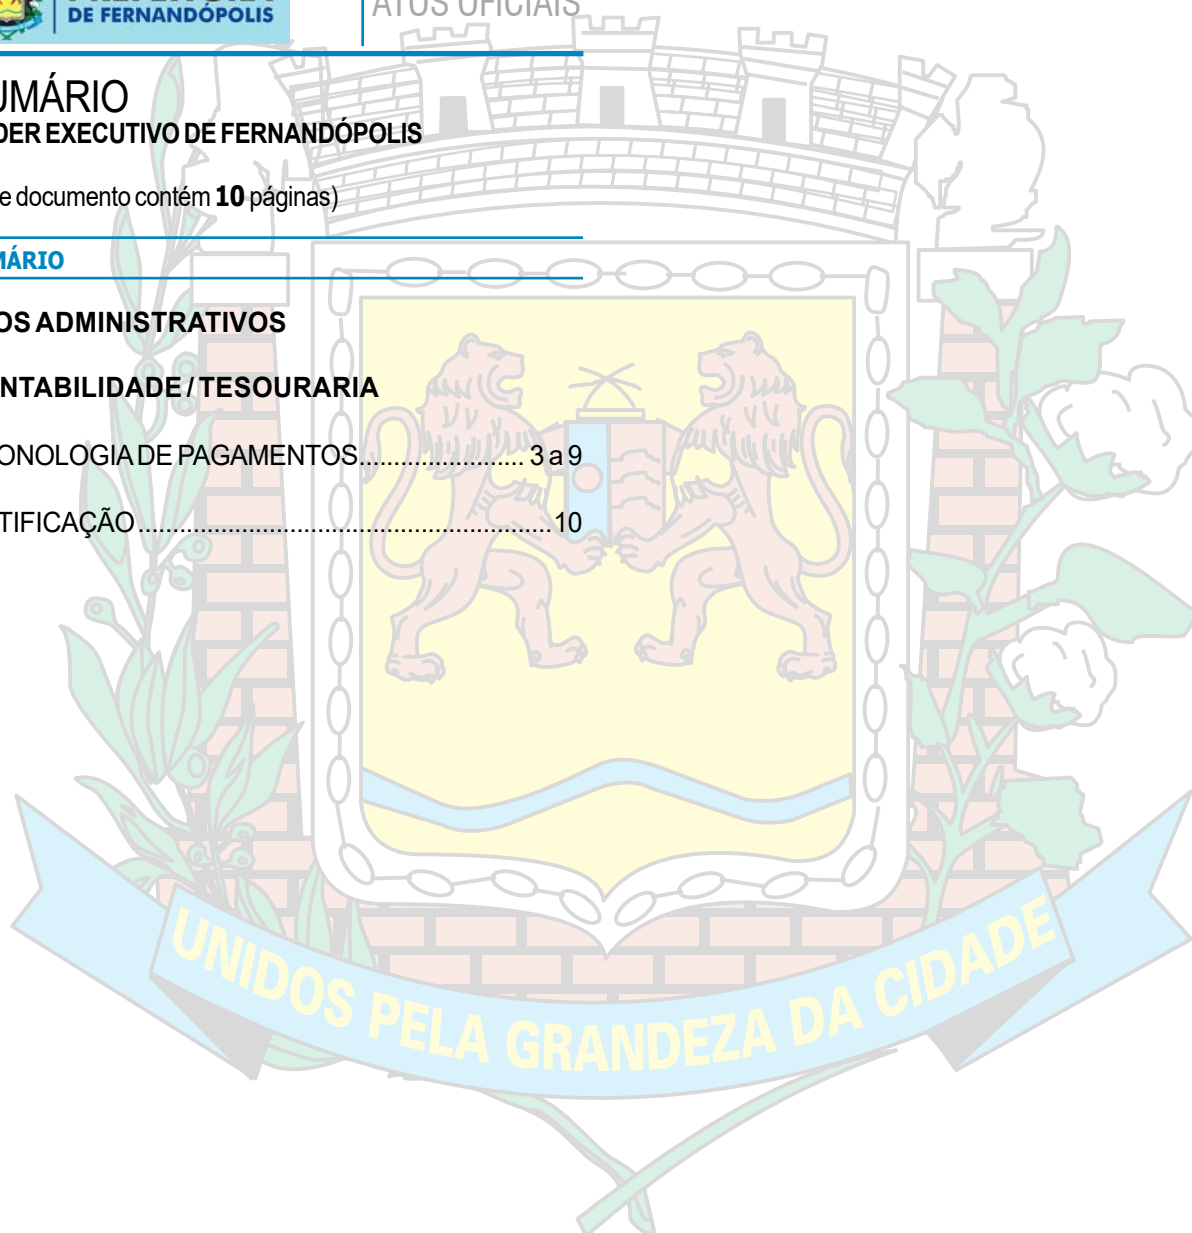 DE FERNANDÓPOLIS
ATOS OFICIAIS
UMÁRIO
DER EXECUTIVO DE FERNANDÓPOLIS
e documento contém 10 páginas)
MÁRIO
OS ADMINISTRATIVOS
NTABILIDADE / TESOURARIA
ONOLOGIA DE PAGAMENTOS........................ 3 a 9
TIFICAÇÃO............................................................10
UNIDOS PELA GRANDEZA DA CIDADE